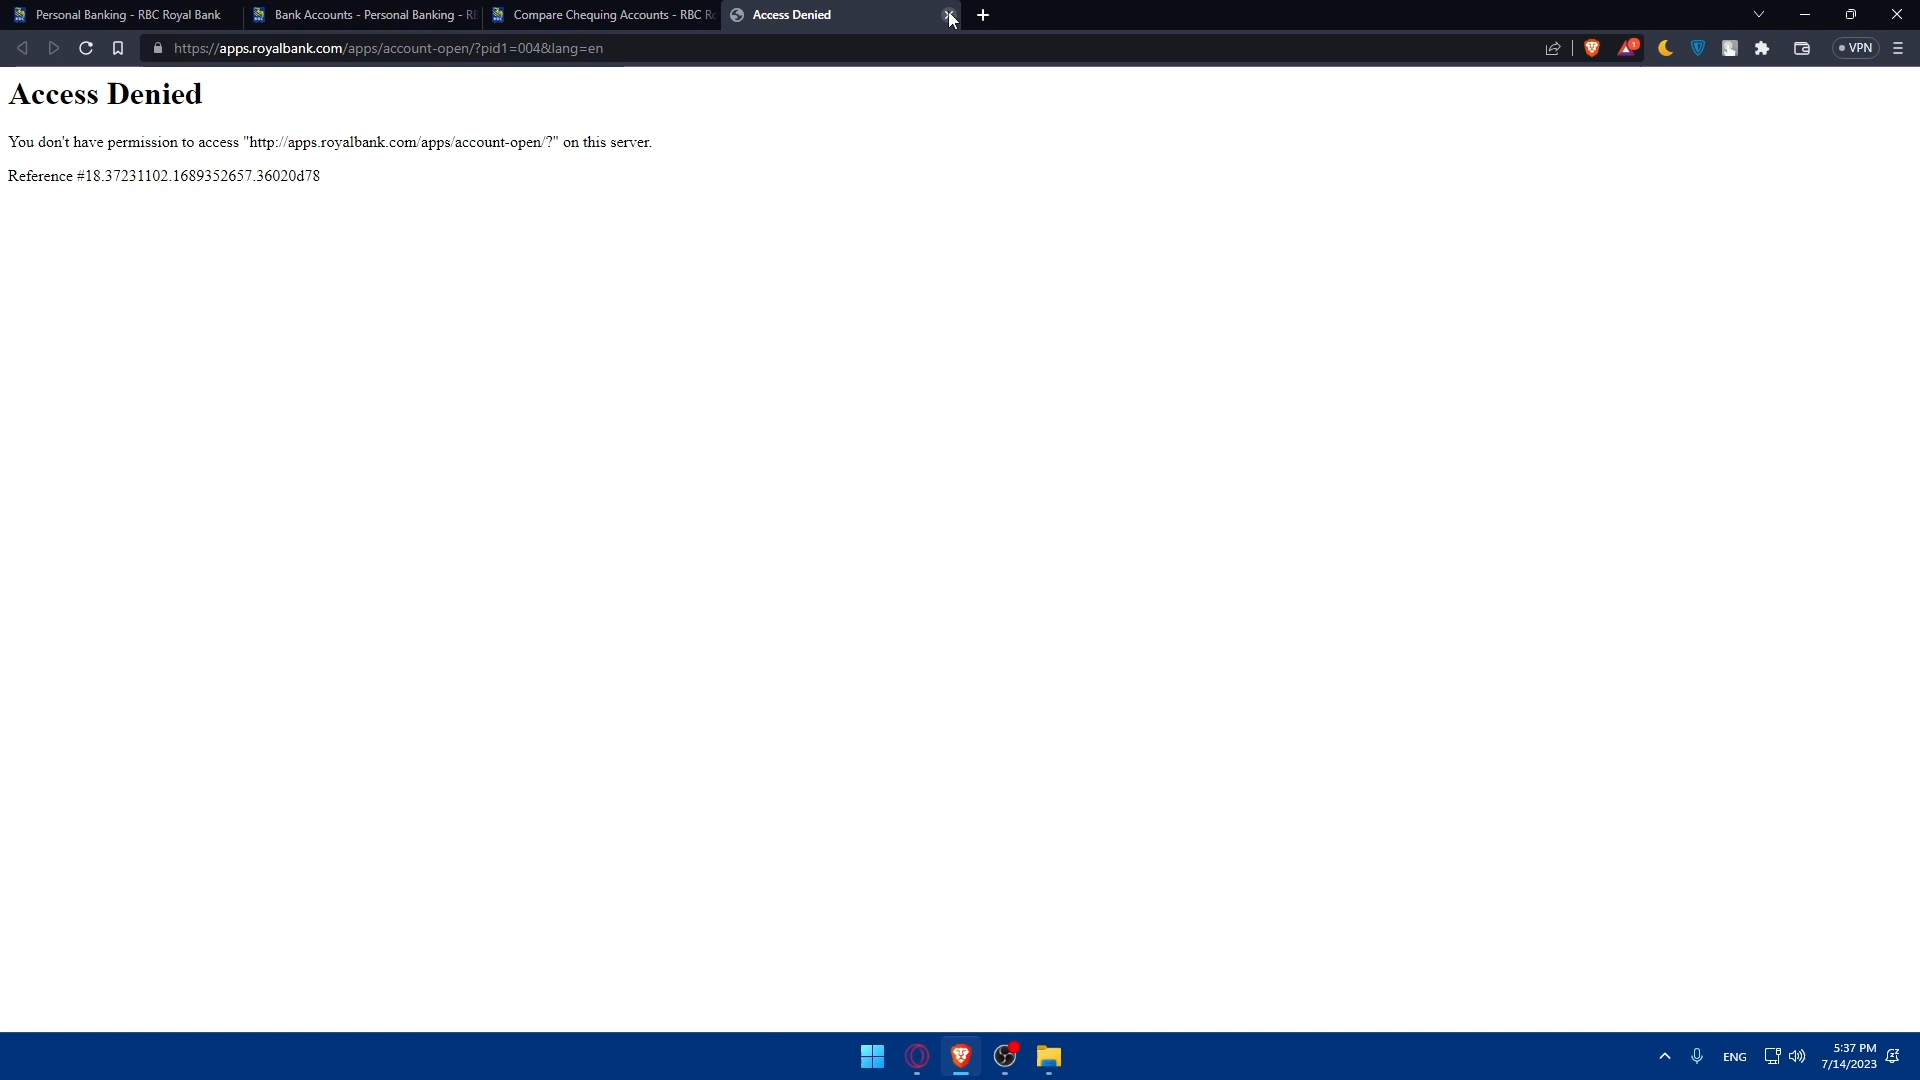 Personal Banking - RBC Royal Bank
Bank Accounts - Personal Banking - RB
Compare Chequing Accounts - RBC Ro
Access Denied
https://apps.royalbank.com/apps/account-open/?pid1=004&lang=en
1
VPN
Access Denied
You don't have permission to access "http://apps.royalbank.com/apps/account-open/?" on this server.
Reference #18.37231102.1689352657.36020d78
ENG
5:37 PM
7/14/2023